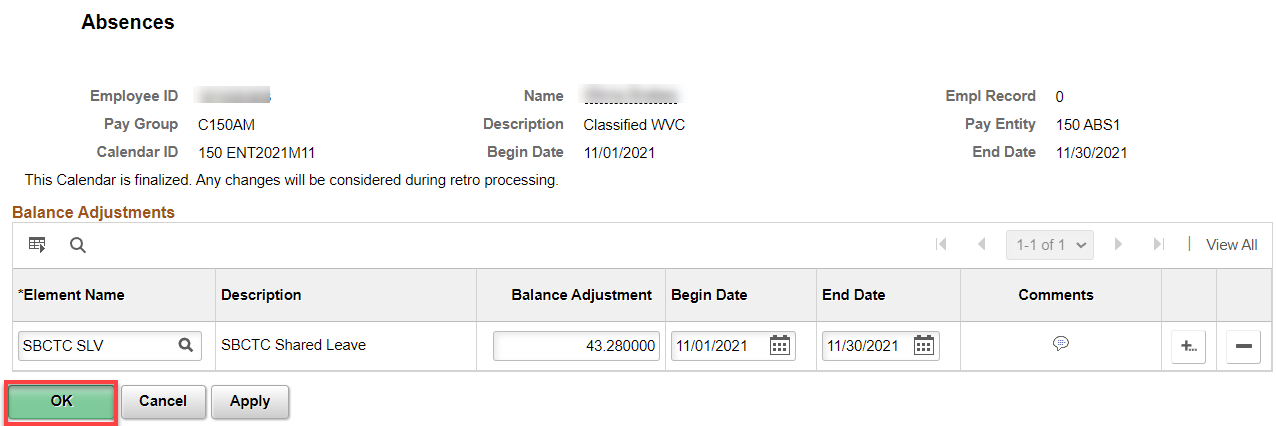 Absences
Employee ID Name Empl Record 0
Pay Group C150AM Description Classified WVC Pay Entity 150 ABS1
Calendar ID 150 ENT2021M11 Begin Date 11/01/2021 End Date 11/30/2021
This Calendar is finalized. Any changes will be considered during retro processing.
Balance Adjustments
1-1 of 1 | View All
*Element Name Description Balance Adjustment Begin Date End Date Comments
SBCTC SLV SBCTC Shared Leave 43.280000 11/01/2021 11/30/2021 +...
OK Cancel Apply